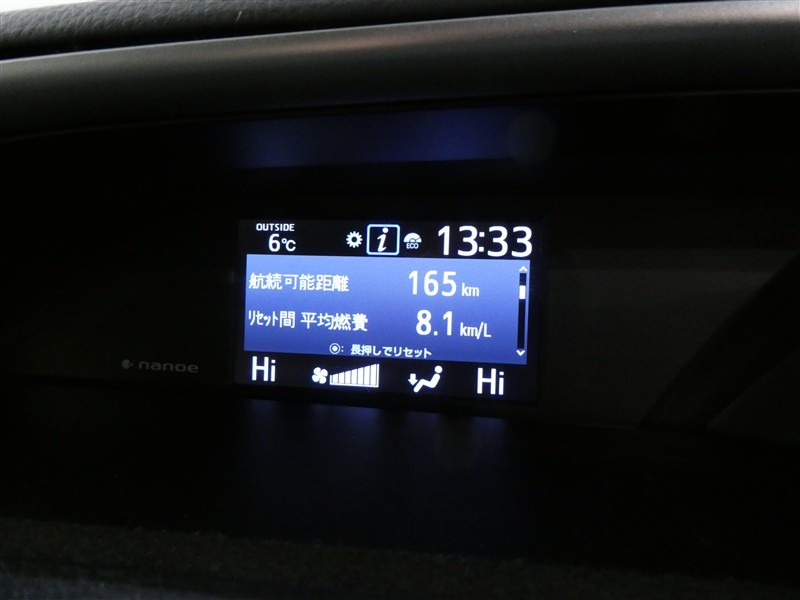 OUTSIDE
6℃ i ECO 13:33
航続可能距離 165 km
ﾘｾｯﾄ間 平均燃費 8.1 km/L
◉: 長押しでリセット
Hi Hi
nanoe